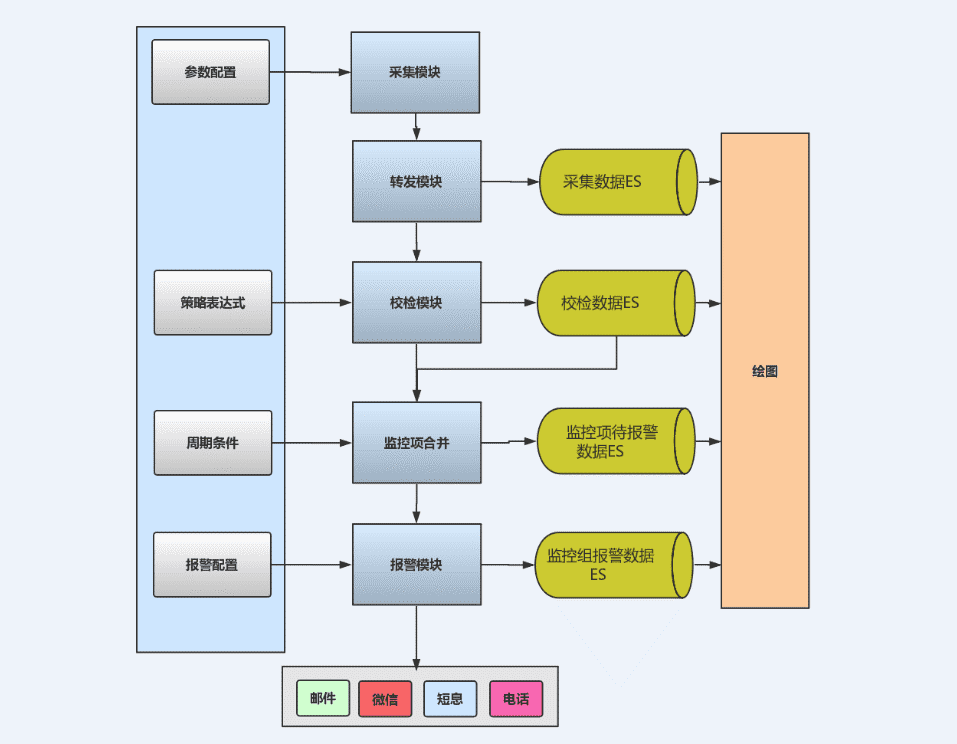 参数配置
采集模块
转发模块
采集数据ES
策略表达式
校检模块
校检数据ES
绘图
周期条件
监控项合并
监控项待报警
数据ES
报警配置
报警模块
监控组报警数据
ES
邮件
微信
短息
电话